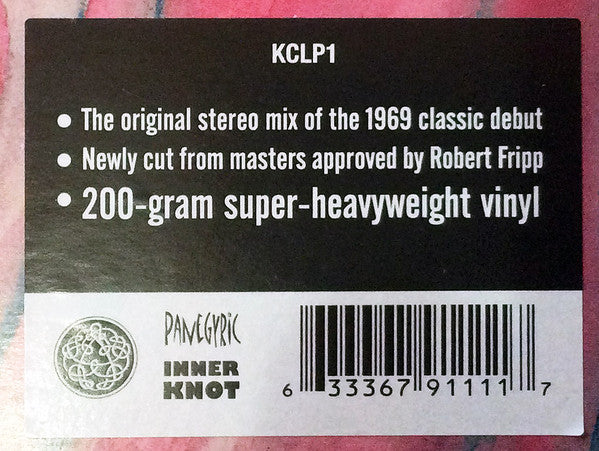 KCLP1
• The original stereo mix of the 1969 classic debut
• Newly cut from masters approved by Robert Fripp
• 200-gram super-heavyweight vinyl
PANEGYRIC
INNER
KNOT
6 33367 91111 7